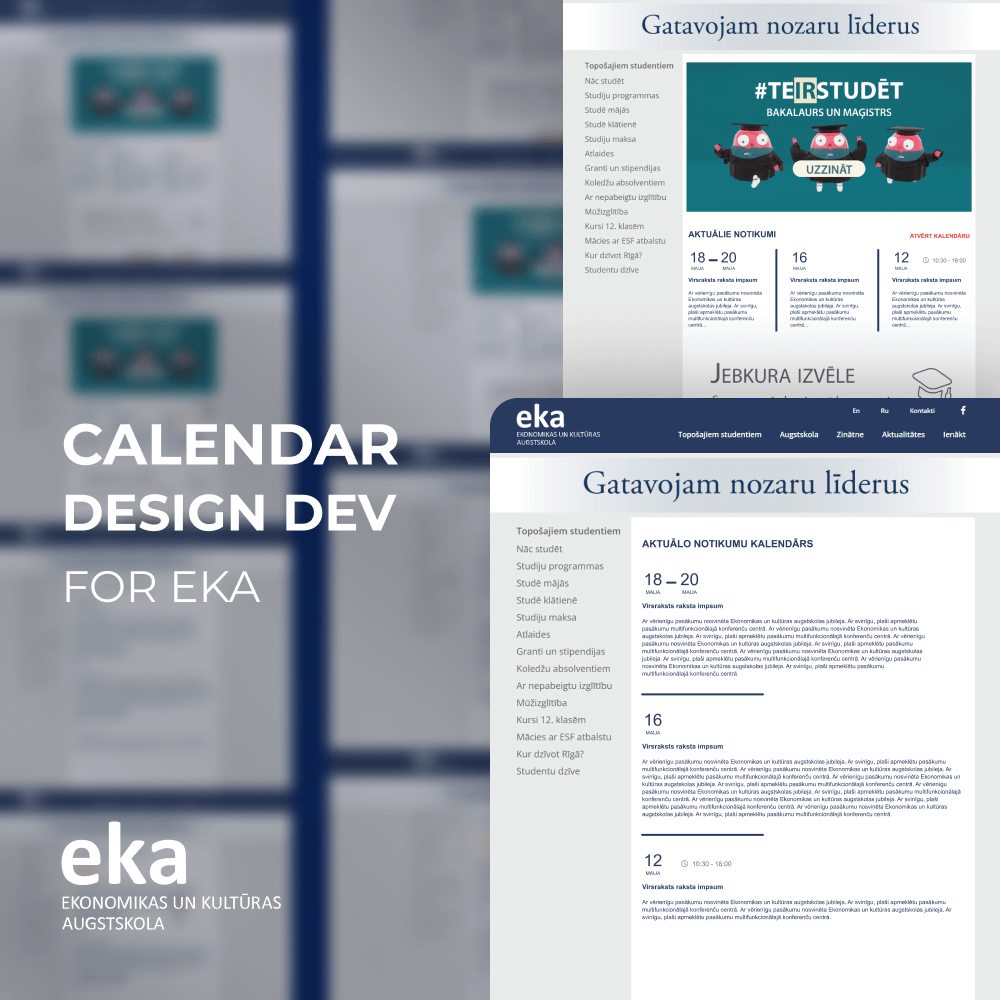 CALENDAR
DESIGN DEV
FOR EKA
eka
EKONOMIKAS UN KULTŪRAS
AUGSTSKOLA
Gatavojam nozaru līderus
Topošajiem studentiem
Nāc studēt
Studiju programmas
Studē mājās
Studē klātienē
Studiju maksa
Atlaides
Granti un stipendijas
Koledžu absolventiem
Ar nepabeigtu izglītību
Mūžizglītība
Kursi 12. klasēm
Mācies ar ESF atbalstu
Kur dzīvot Rīgā?
Studentu dzīve
#TEIRSTUDĒT
BAKALAURS UN MAĢISTRS
UZZINĀT
AKTUĀLIE NOTIKUMI
ATVĒRT KALENDĀRU
18 – 20
MAIJA MAIJA
Virsraksts raksta impsum
Ar vērienīgu pasākumu nosvinēta
Ekonomikas un kultūras
augstskolas jubileja. Ar svinīgu,
plaši apmeklētu pasākumu
multifunkcionālajā konferenču
centrā...
16
MAIJA
Virsraksts raksta impsum
Ar vērienīgu pasākumu nosvinēta
Ekonomikas un kultūras
augstskolas jubileja. Ar svinīgu,
plaši apmeklētu pasākumu
multifunkcionālajā konferenču
centrā...
12 10:30 - 18:00
MAIJA
Virsraksts raksta impsum
Ar vērienīgu pasākumu nosvinēta
Ekonomikas un kultūras
augstskolas jubileja. Ar svinīgu,
plaši apmeklētu pasākumu
multifunkcionālajā konferenču
centrā...
JEBKURA IZVĒLE
eka
EKONOMIKAS UN KULTŪRAS
AUGSTSKOLA
En Ru Kontakti f
Topošajiem studentiem Augstskola Zinātne Aktualitātes Ienākt
Gatavojam nozaru līderus
Topošajiem studentiem
Nāc studēt
Studiju programmas
Studē mājās
Studē klātienē
Studiju maksa
Atlaides
Granti un stipendijas
Koledžu absolventiem
Ar nepabeigtu izglītību
Mūžizglītība
Kursi 12. klasēm
Mācies ar ESF atbalstu
Kur dzīvot Rīgā?
Studentu dzīve
AKTUĀLO NOTIKUMU KALENDĀRS
18 – 20
MAIJA MAIJA
Virsraksts raksta impsum
Ar vērienīgu pasākumu nosvinēta Ekonomikas un kultūras augstskolas jubileja. Ar svinīgu, plaši apmeklētu
pasākumu multifunkcionālajā konferenču centrā. Ar vērienīgu pasākumu nosvinēta Ekonomikas un kultūras
augstskolas jubileja. Ar svinīgu, plaši apmeklētu pasākumu multifunkcionālajā konferenču centrā. Ar vērienīgu
pasākumu nosvinēta Ekonomikas un kultūras augstskolas jubileja. Ar svinīgu, plaši apmeklētu pasākumu
multifunkcionālajā konferenču centrā. Ar vērienīgu pasākumu nosvinēta Ekonomikas un kultūras augstskolas
jubileja. Ar svinīgu, plaši apmeklētu pasākumu multifunkcionālajā konferenču centrā. Ar vērienīgu pasākumu
nosvinēta Ekonomikas un kultūras augstskolas jubileja. Ar svinīgu, plaši apmeklētu pasākumu
multifunkcionālajā konferenču centrā.
16
MAIJA
Virsraksts raksta impsum
Ar vērienīgu pasākumu nosvinēta Ekonomikas un kultūras augstskolas jubileja. Ar svinīgu, plaši apmeklētu pasākumu
multifunkcionālajā konferenču centrā. Ar vērienīgu pasākumu nosvinēta Ekonomikas un kultūras augstskolas jubileja. Ar
svinīgu, plaši apmeklētu pasākumu multifunkcionālajā konferenču centrā. Ar vērienīgu pasākumu nosvinēta Ekonomikas un
kultūras augstskolas jubileja. Ar svinīgu, plaši apmeklētu pasākumu multifunkcionālajā konferenču centrā. Ar vērienīgu
pasākumu nosvinēta Ekonomikas un kultūras augstskolas jubileja. Ar svinīgu, plaši apmeklētu pasākumu multifunkcionālajā
konferenču centrā. Ar vērienīgu pasākumu nosvinēta Ekonomikas un kultūras augstskolas jubileja. Ar svinīgu, plaši
apmeklētu pasākumu multifunkcionālajā konferenču centrā. Ar vērienīgu pasākumu nosvinēta Ekonomikas un kultūras
augstskolas jubileja. Ar svinīgu, plaši apmeklētu pasākumu multifunkcionālajā konferenču centrā.
12 10:30 - 18:00
MAIJA
Virsraksts raksta impsum
Ar vērienīgu pasākumu nosvinēta Ekonomikas un kultūras augstskolas jubileja. Ar svinīgu, plaši apmeklētu pasākumu
multifunkcionālajā konferenču centrā. Ar vērienīgu pasākumu nosvinēta Ekonomikas un kultūras augstskolas jubileja. Ar
svinīgu, plaši apmeklētu pasākumu multifunkcionālajā konferenču centrā.